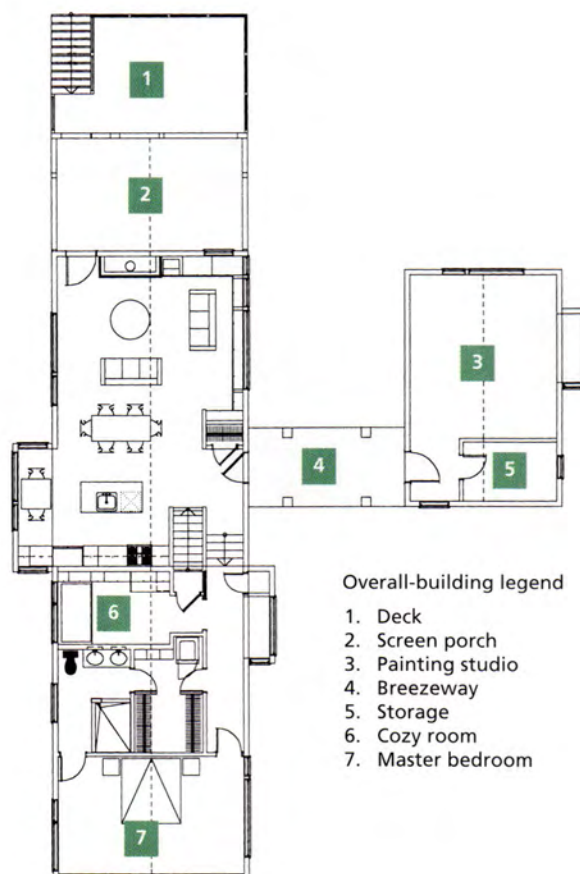 1
2
3
4
5
6
Overall-building legend
1. Deck
2. Screen porch
3. Painting studio
4. Breezeway
5. Storage
6. Cozy room
7. Master bedroom
7